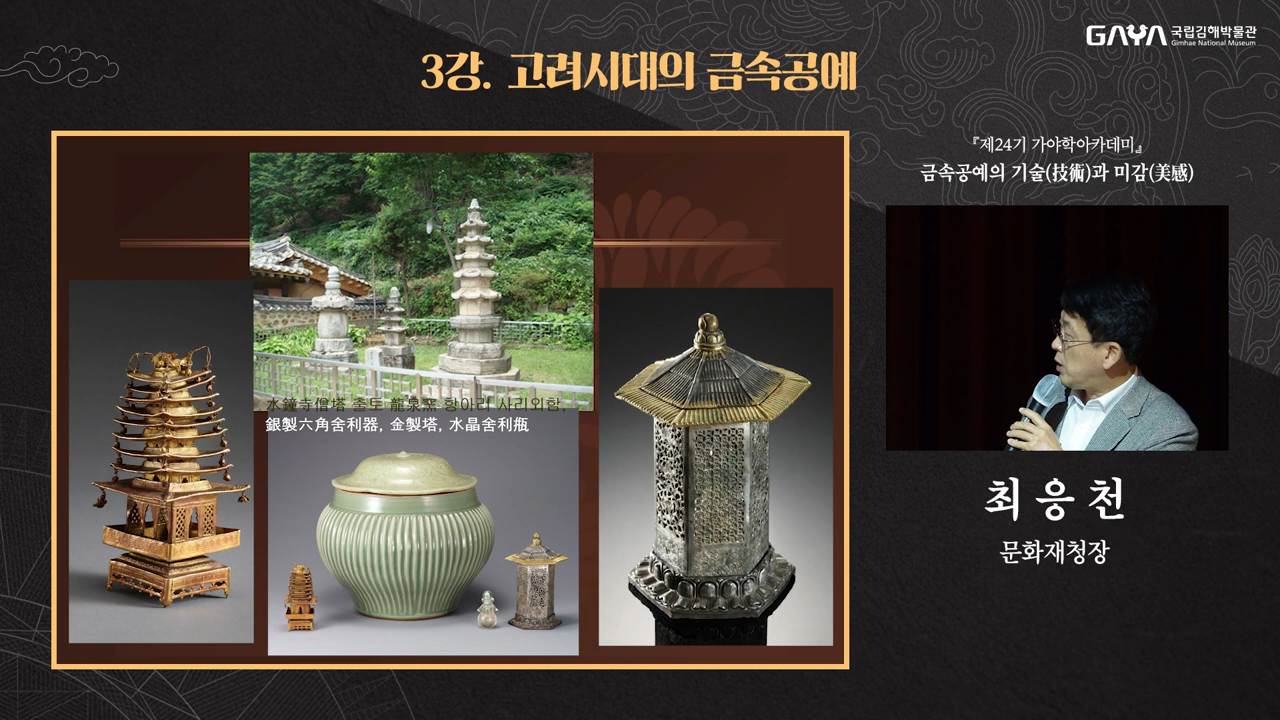 GAYA 국립김해박물관
Gimhae National Museum
3강. 고려시대의 금속공예
『제24기 가야학아카데미』
금속공예의 기술(技術)과 미감(美感)
水鐘寺僧塔 출토 龍泉窯 항아리 사리외함,
銀製六角舍利器, 金製塔, 水晶舍利甁
최응천
문화재청장